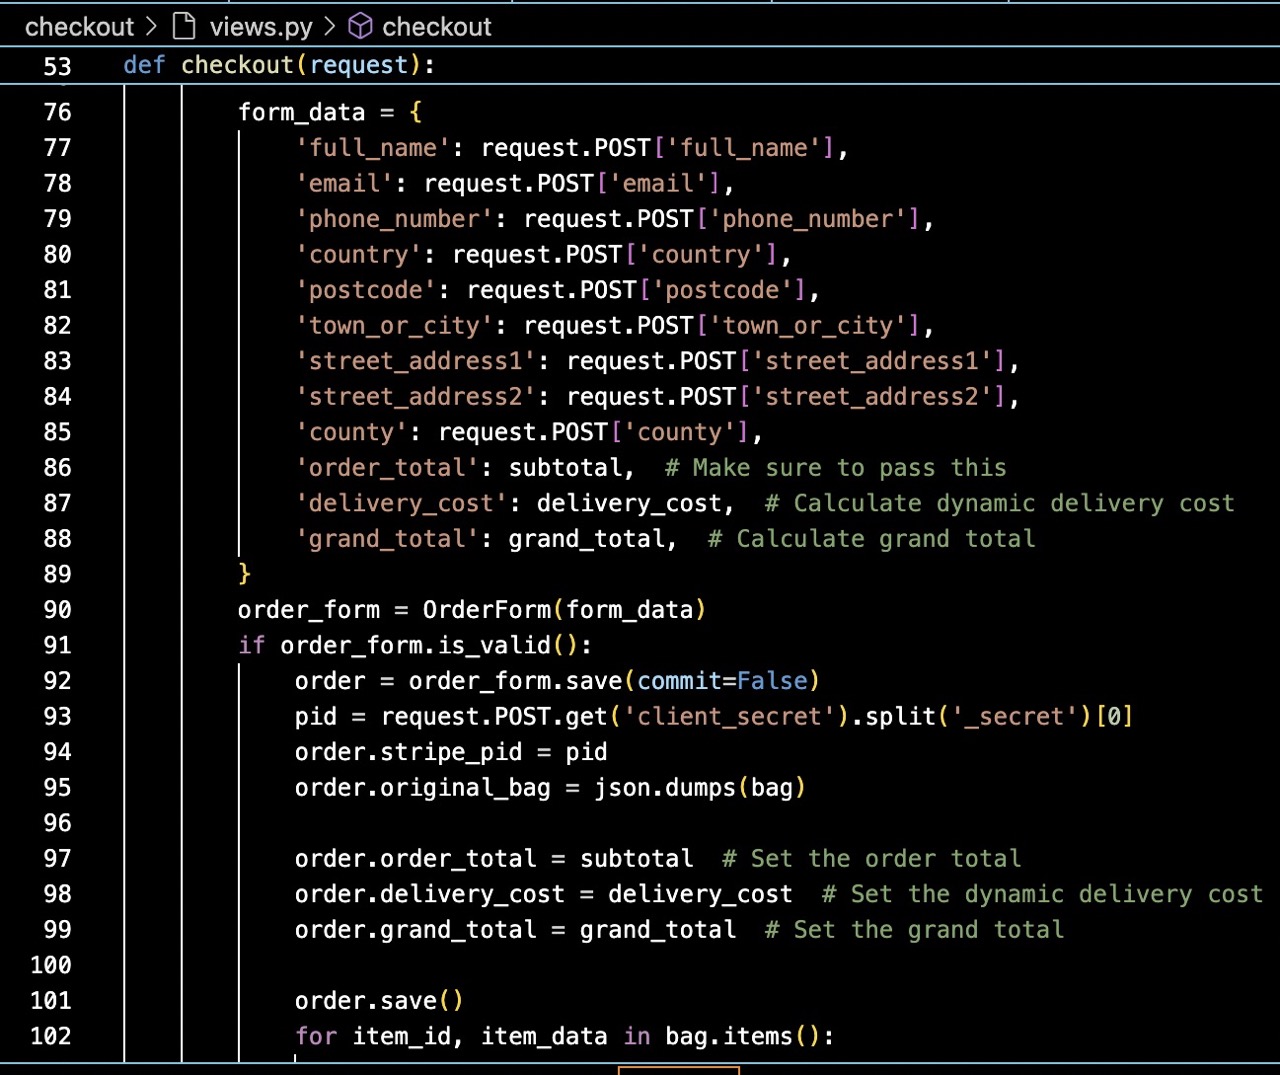 checkout > views.py > checkout
53 def checkout(request):
76 form_data = {
77 'full_name': request.POST['full_name'],
78 'email': request.POST['email'],
79 'phone_number': request.POST['phone_number'],
80 'country': request.POST['country'],
81 'postcode': request.POST['postcode'],
82 'town_or_city': request.POST['town_or_city'],
83 'street_address1': request.POST['street_address1'],
84 'street_address2': request.POST['street_address2'],
85 'county': request.POST['county'],
86 'order_total': subtotal,  # Make sure to pass this
87 'delivery_cost': delivery_cost,  # Calculate dynamic delivery cost
88 'grand_total': grand_total,  # Calculate grand total
89 }
90 order_form = OrderForm(form_data)
91 if order_form.is_valid():
92 order = order_form.save(commit=False)
93 pid = request.POST.get('client_secret').split('_secret')[0]
94 order.stripe_pid = pid
95 order.original_bag = json.dumps(bag)
96
97 order.order_total = subtotal  # Set the order total
98 order.delivery_cost = delivery_cost  # Set the dynamic delivery cost
99 order.grand_total = grand_total  # Set the grand total
100
101 order.save()
102 for item_id, item_data in bag.items():